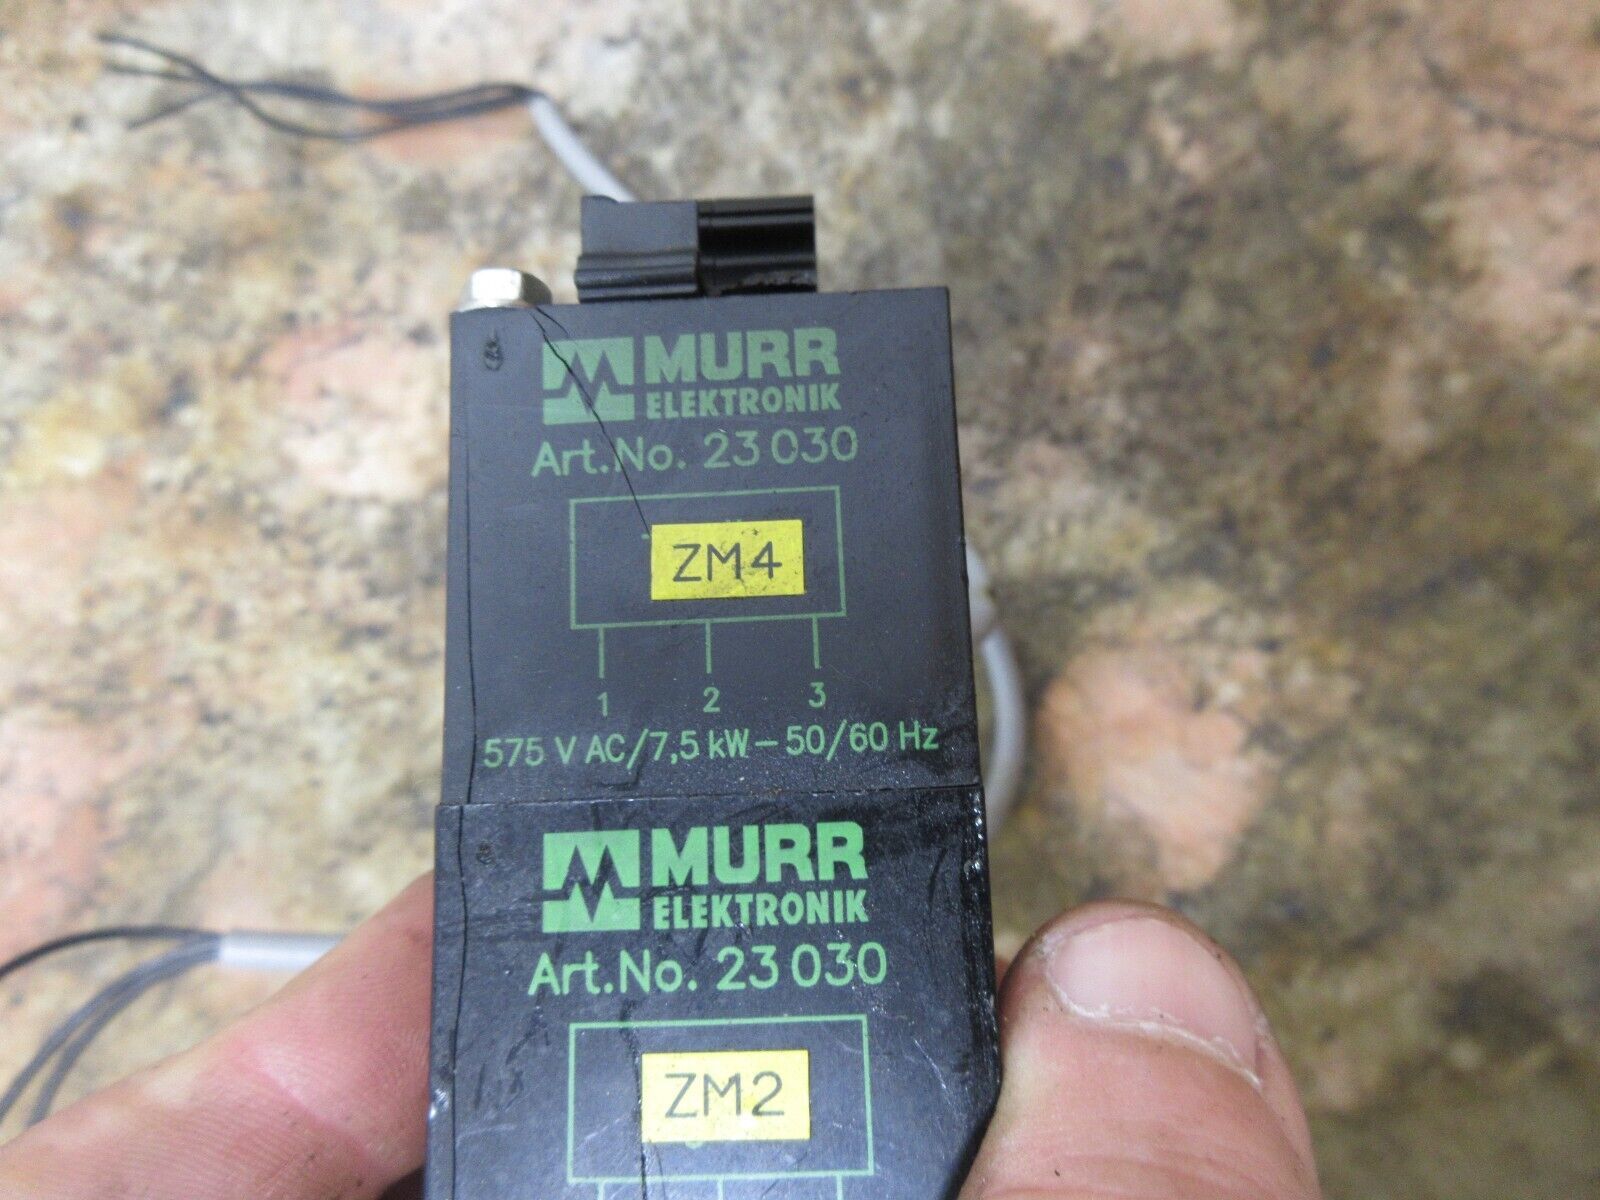 MURR
ELEKTRONIK
Art.No. 23 030
ZM4
1 2 3
575 V AC/7,5 kW – 50/60 Hz
MURR
ELEKTRONIK
Art.No. 23 030
ZM2